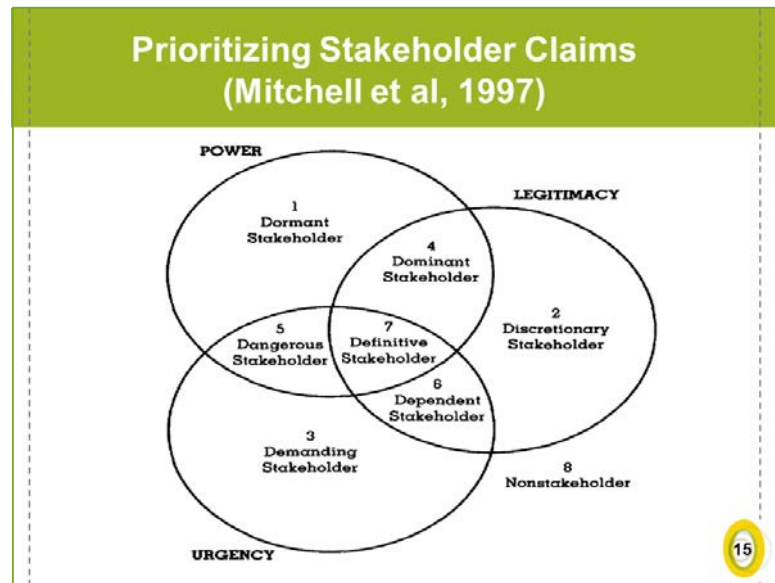 Prioritizing Stakeholder Claims
(Mitchell et al, 1997)
POWER
LEGITIMACY
1
Dormant
Stakeholder
4
Dominant
Stakeholder
2
Discretionary
Stakeholder
5
Dangerous
Stakeholder
7
Definitive
Stakeholder
6
Dependent
Stakeholder
3
Demanding
Stakeholder
8
Nonstakeholder
URGENCY
15